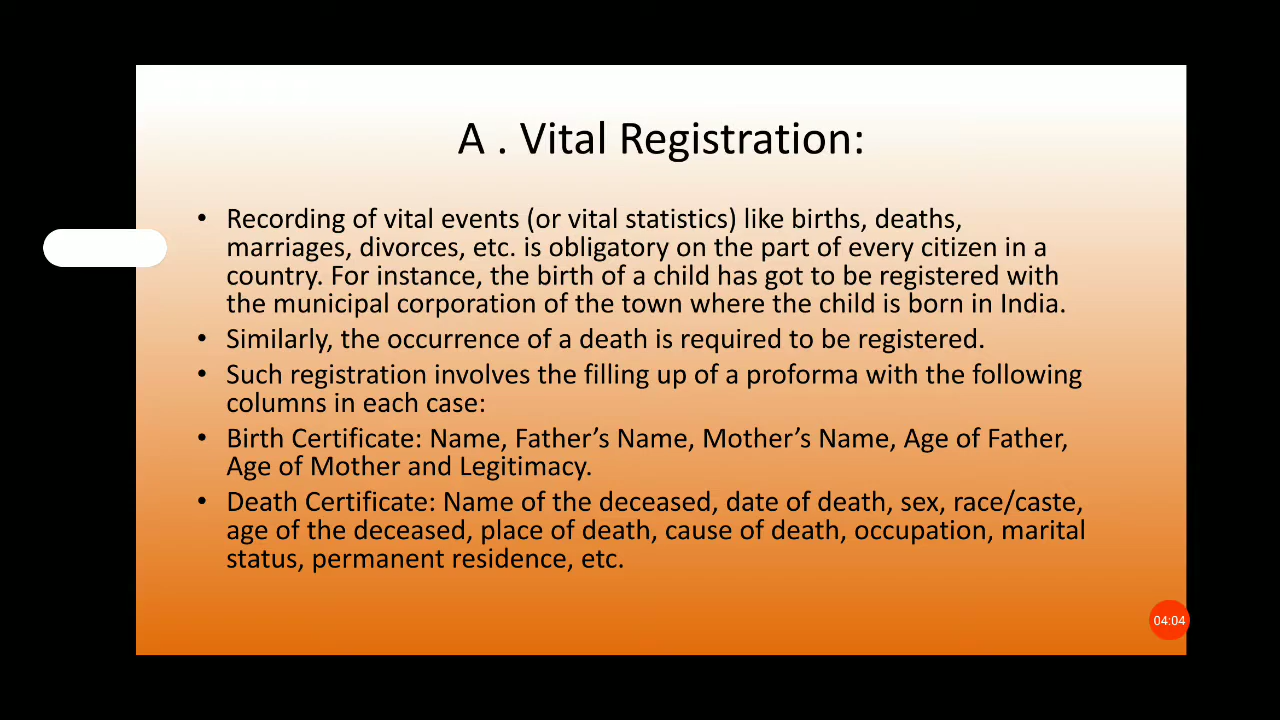 A . Vital Registration:
• Recording of vital events (or vital statistics) like births, deaths,
marriages, divorces, etc. is obligatory on the part of every citizen in a
country. For instance, the birth of a child has got to be registered with
the municipal corporation of the town where the child is born in India.
• Similarly, the occurrence of a death is required to be registered.
• Such registration involves the filling up of a proforma with the following
columns in each case:
• Birth Certificate: Name, Father’s Name, Mother’s Name, Age of Father,
Age of Mother and Legitimacy.
• Death Certificate: Name of the deceased, date of death, sex, race/caste,
age of the deceased, place of death, cause of death, occupation, marital
status, permanent residence, etc.
04:04